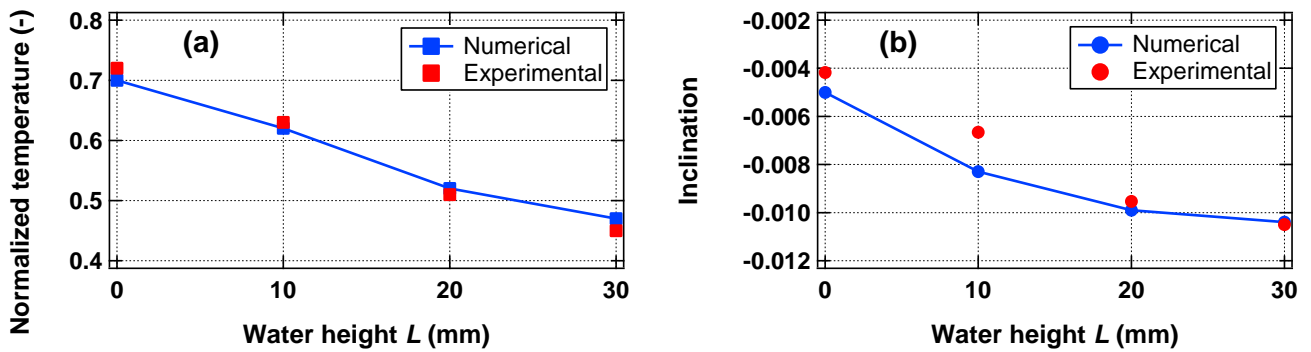 Normalized temperature (-)
0.8
0.7
0.6
0.5
0.4
(a)
Numerical
Experimental
0
10
20
30
Water height L (mm)
Inclination
-0.002
-0.004
-0.006
-0.008
-0.010
-0.012
(b)
Numerical
Experimental
0
10
20
30
Water height L (mm)